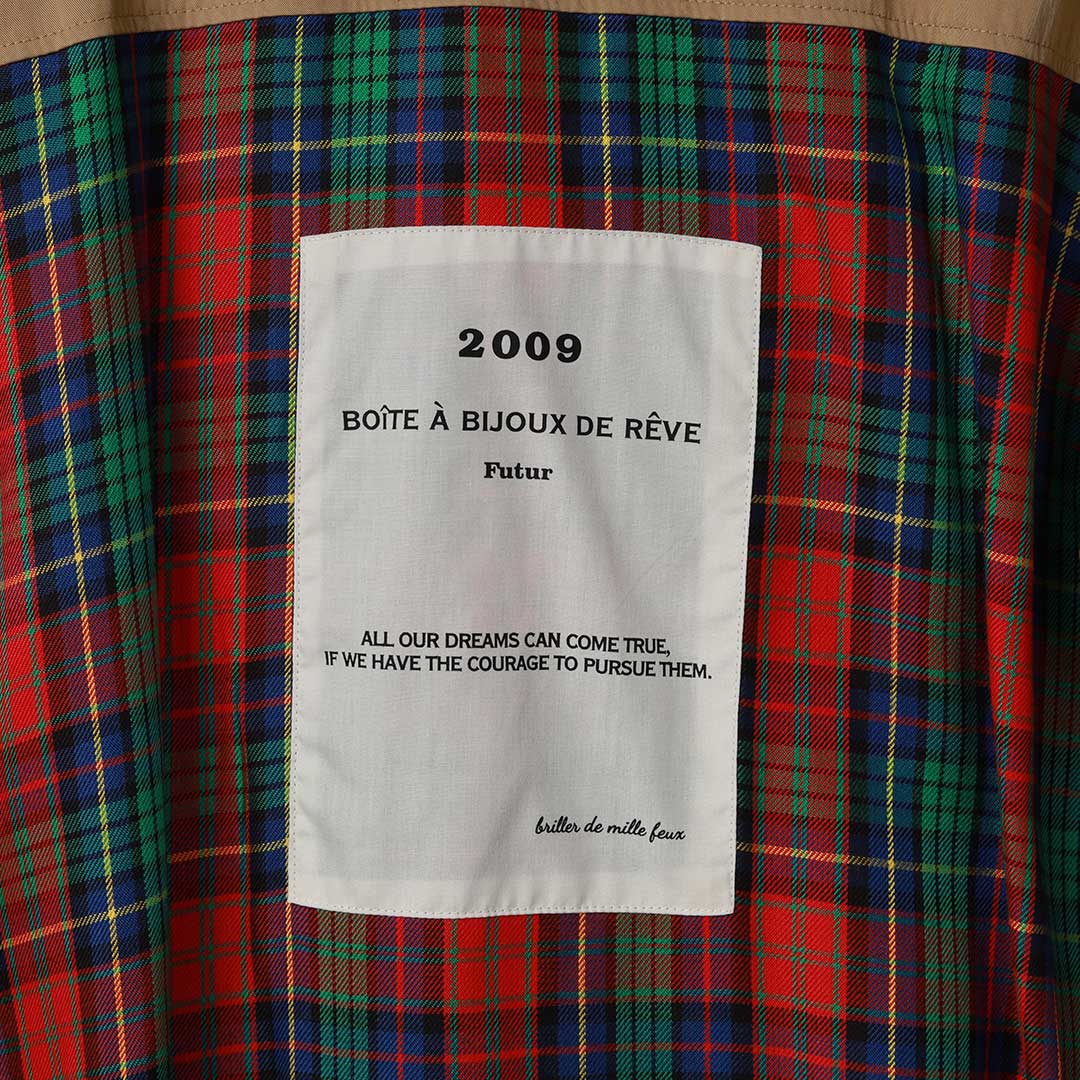 2009
BOîTE À BIJOUX DE RÊVE
Futur
ALL OUR DREAMS CAN COME TRUE,
IF WE HAVE THE COURAGE TO PURSUE THEM.
briller de mille feux